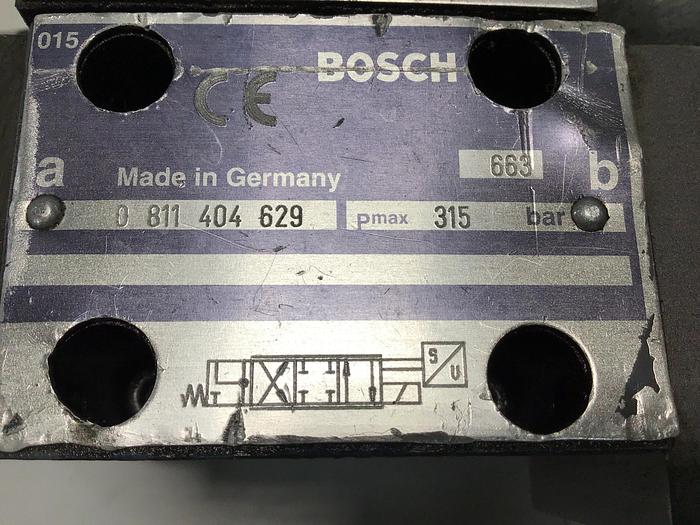 015
BOSCH
CE
663
a
b
Made in Germany
0 811 404 629 Pmax 315 bar
S
U